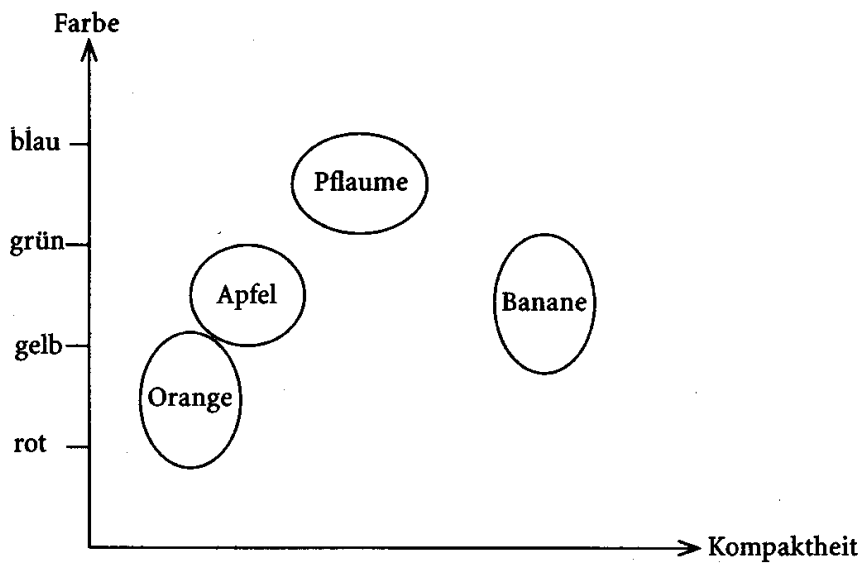 Farbe
blau
Pflaume
grün
Apfel
Banane
gelb
Orange
rot
Kompaktheit